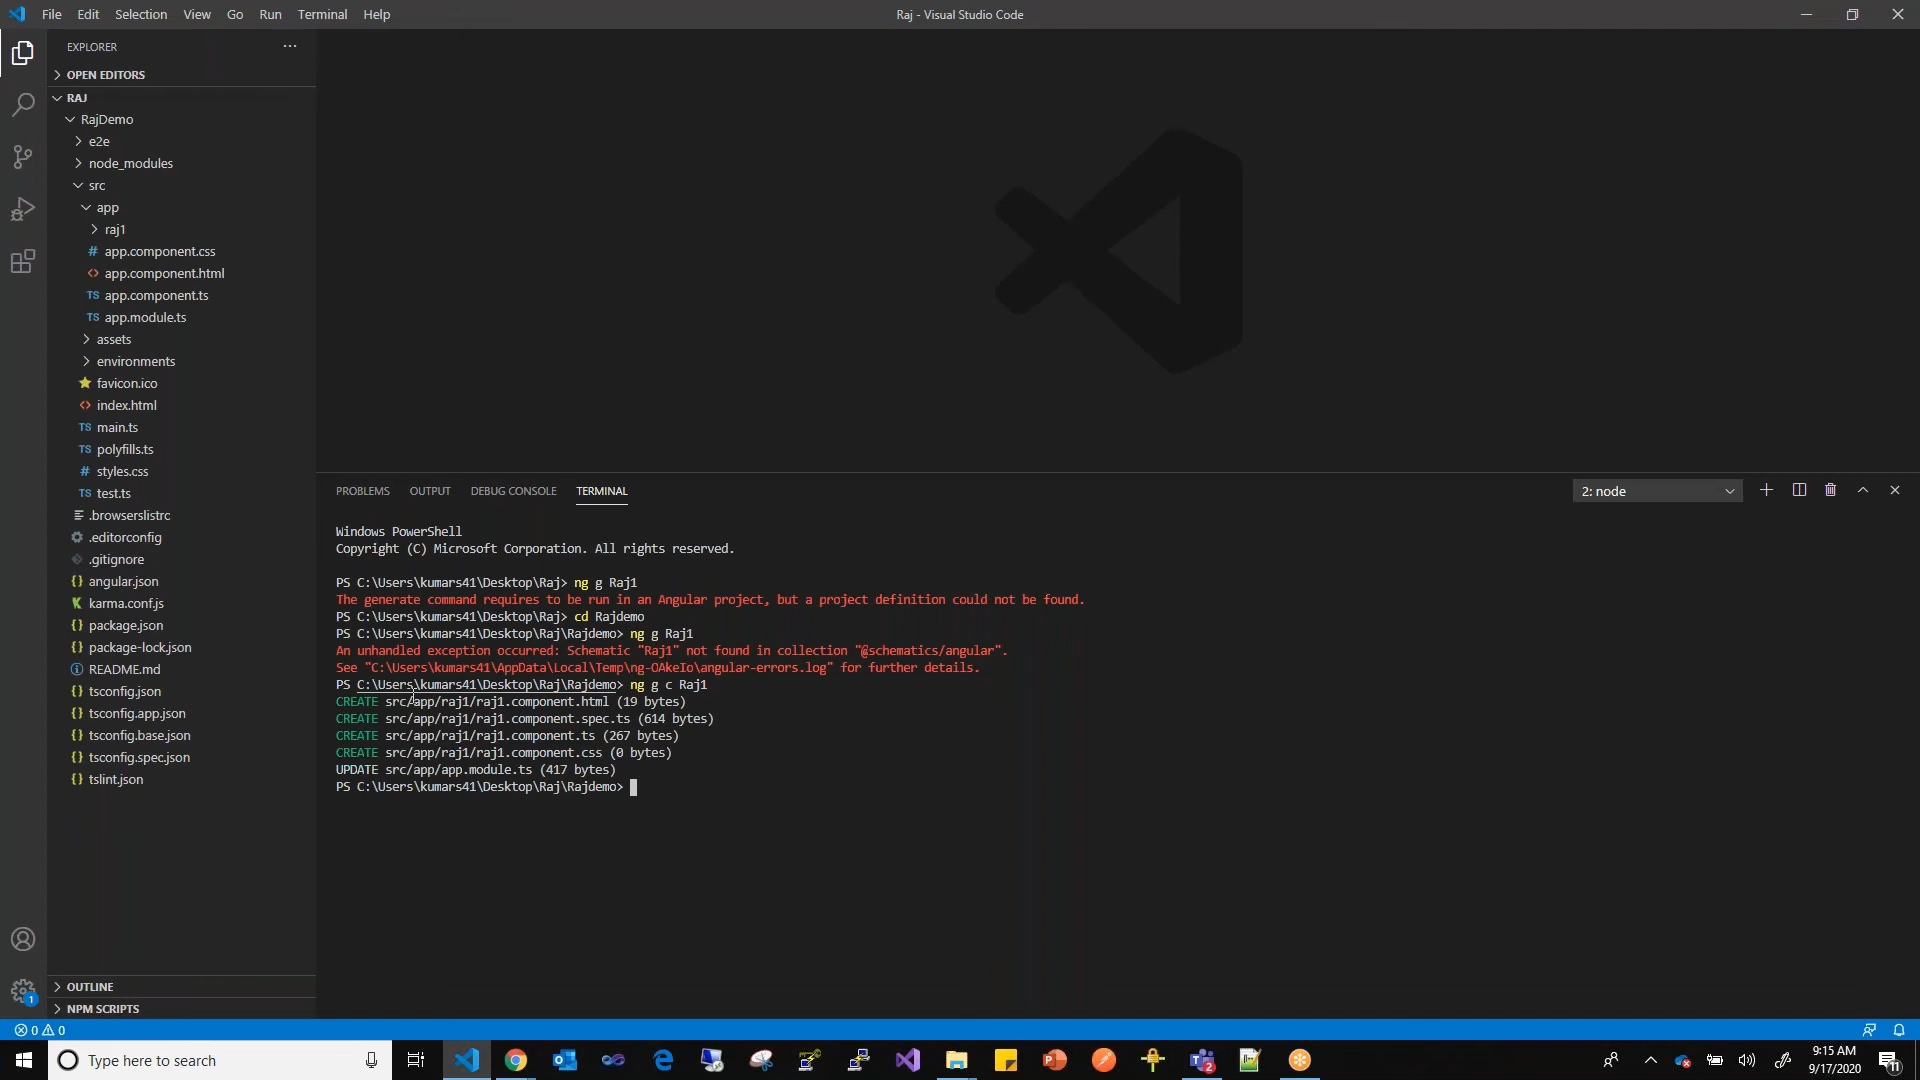 File Edit Selection View Go Run Terminal Help
Raj - Visual Studio Code
EXPLORER
OPEN EDITORS
RAJ
RajDemo
e2e
node_modules
src
app
raj1
# app.component.css
<> app.component.html
TS app.component.ts
TS app.module.ts
assets
environments
favicon.ico
<> index.html
TS main.ts
TS polyfills.ts
# styles.css
TS test.ts
.browserslistrc
.editorconfig
.gitignore
{} angular.json
karma.conf.js
{} package.json
{} package-lock.json
README.md
{} tsconfig.json
{} tsconfig.app.json
{} tsconfig.base.json
{} tsconfig.spec.json
{} tslint.json
OUTLINE
NPM SCRIPTS
PROBLEMS OUTPUT DEBUG CONSOLE TERMINAL
2: node
Windows PowerShell
Copyright (C) Microsoft Corporation. All rights reserved.
PS C:\Users\kumars41\Desktop\Raj> ng g Raj1
The generate command requires to be run in an Angular project, but a project definition could not be found.
PS C:\Users\kumars41\Desktop\Raj> cd Rajdemo
PS C:\Users\kumars41\Desktop\Raj\Rajdemo> ng g Raj1
An unhandled exception occurred: Schematic "Raj1" not found in collection "@schematics/angular".
See "C:\Users\kumars41\AppData\Local\Temp\ng-OAkeIo\angular-errors.log" for further details.
PS C:\Users\kumars41\Desktop\Raj\Rajdemo> ng g c Raj1
CREATE src/app/raj1/raj1.component.html (19 bytes)
CREATE src/app/raj1/raj1.component.spec.ts (614 bytes)
CREATE src/app/raj1/raj1.component.ts (267 bytes)
CREATE src/app/raj1/raj1.component.css (0 bytes)
UPDATE src/app/app.module.ts (417 bytes)
PS C:\Users\kumars41\Desktop\Raj\Rajdemo>
1
0 0
Type here to search
2
9:15 AM
9/17/2020
11